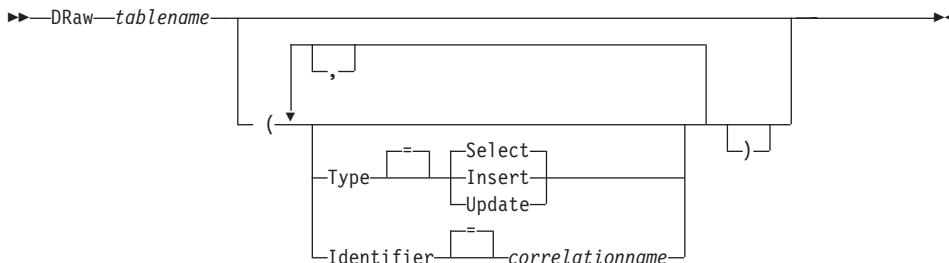 DRaw tablename
,
(
)
=
Select
Type
Insert
Update
=
Identifier correlationname